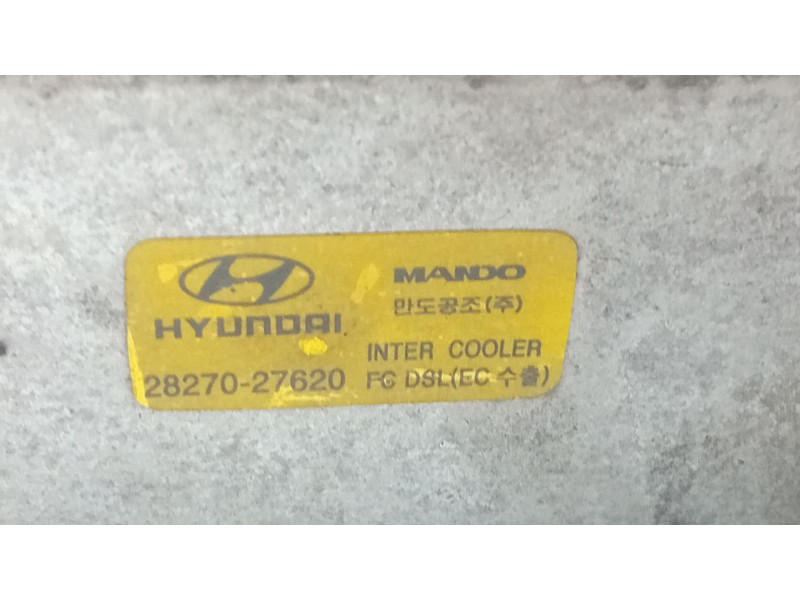 HYUNDAI
28270-27620
MANDO
만도공조(주)
INTER COOLER
FC DSL(EC 수출)